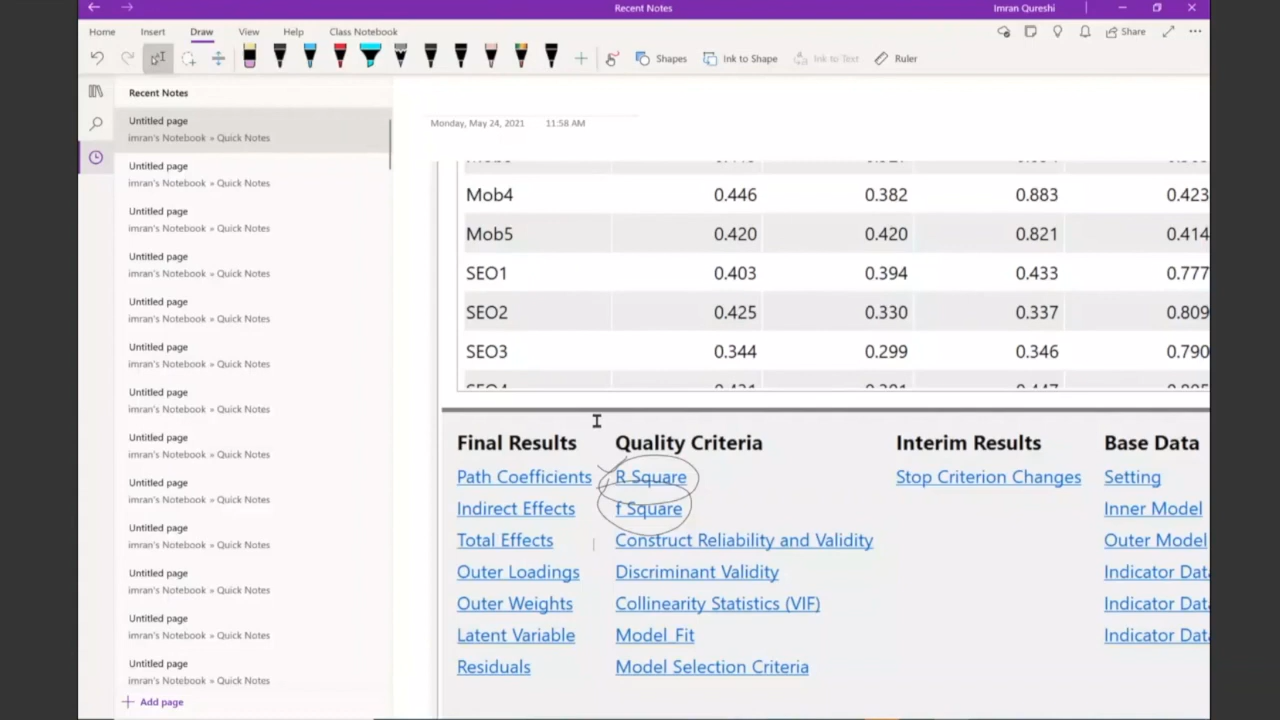 Recent Notes
Imran Qureshi
Home Insert Draw View Help Class Notebook
Share
Shapes Ink to Shape Ink to Text Ruler
Recent Notes
Untitled page
imran's Notebook » Quick Notes
Untitled page
imran's Notebook » Quick Notes
Untitled page
imran's Notebook » Quick Notes
Untitled page
imran's Notebook » Quick Notes
Untitled page
imran's Notebook » Quick Notes
Untitled page
imran's Notebook » Quick Notes
Untitled page
imran's Notebook » Quick Notes
Untitled page
imran's Notebook » Quick Notes
Untitled page
imran's Notebook » Quick Notes
Untitled page
imran's Notebook » Quick Notes
Untitled page
imran's Notebook » Quick Notes
Untitled page
imran's Notebook » Quick Notes
Untitled page
imran's Notebook » Quick Notes
Add page
Monday, May 24, 2021 11:58 AM
Mob4 0.446 0.382 0.883 0.423
Mob5 0.420 0.420 0.821 0.414
SEO1 0.403 0.394 0.433 0.777
SEO2 0.425 0.330 0.337 0.809
SEO3 0.344 0.299 0.346 0.790
Final Results Quality Criteria Interim Results Base Data
Path Coefficients R Square Stop Criterion Changes Setting
Indirect Effects f Square Inner Model
Total Effects Construct Reliability and Validity Outer Model
Outer Loadings Discriminant Validity Indicator
Outer Weights Collinearity Statistics (VIF) Indicator
Latent Variable Model_Fit Indicator
Residuals Model Selection Criteria